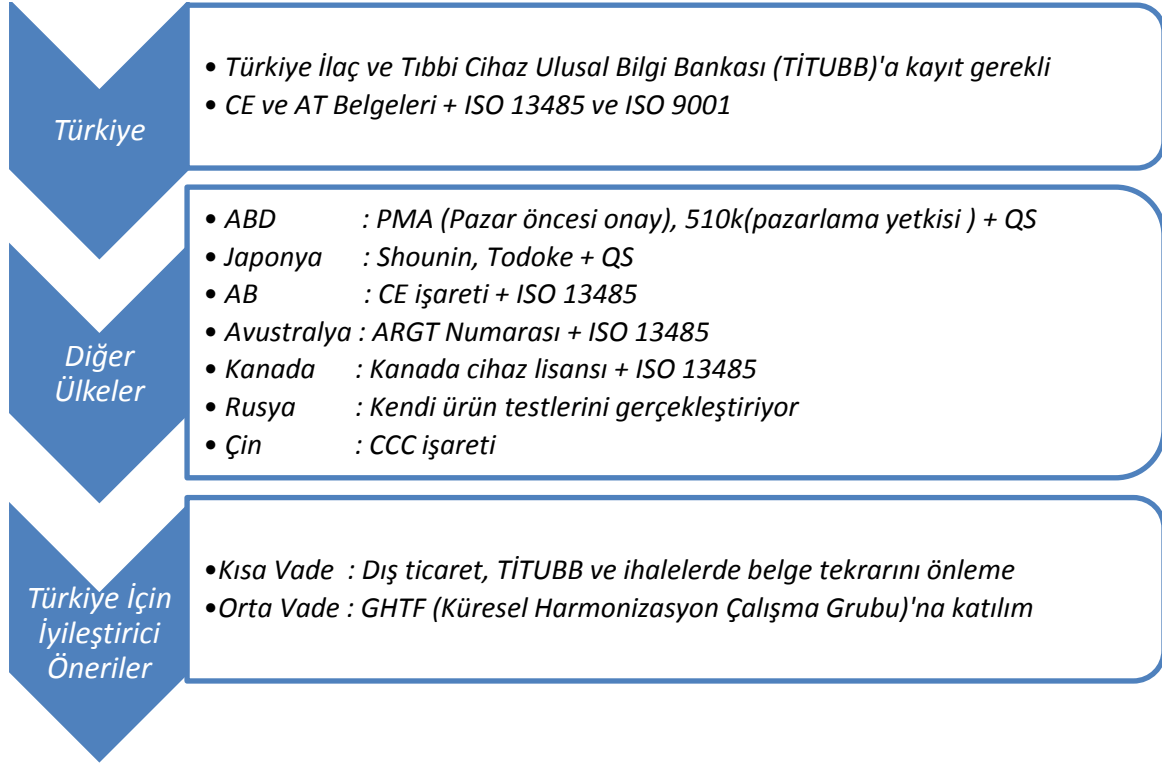 Türkiye
• Türkiye İlaç ve Tıbbi Cihaz Ulusal Bilgi Bankası (TİTUBB)'a kayıt gerekli
• CE ve AT Belgeleri + ISO 13485 ve ISO 9001
Diğer
Ülkeler
• ABD : PMA (Pazar öncesi onay), 510k(pazarlama yetkisi ) + QS
• Japonya : Shounin, Todoke + QS
• AB : CE işareti + ISO 13485
• Avustralya : ARGT Numarası + ISO 13485
• Kanada : Kanada cihaz lisansı + ISO 13485
• Rusya : Kendi ürün testlerini gerçekleştiriyor
• Çin : CCC işareti
Türkiye İçin
İyileştirici
Öneriler
•Kısa Vade : Dış ticaret, TİTUBB ve ihalelerde belge tekrarını önleme
•Orta Vade : GHTF (Küresel Harmonizasyon Çalışma Grubu)'na katılım